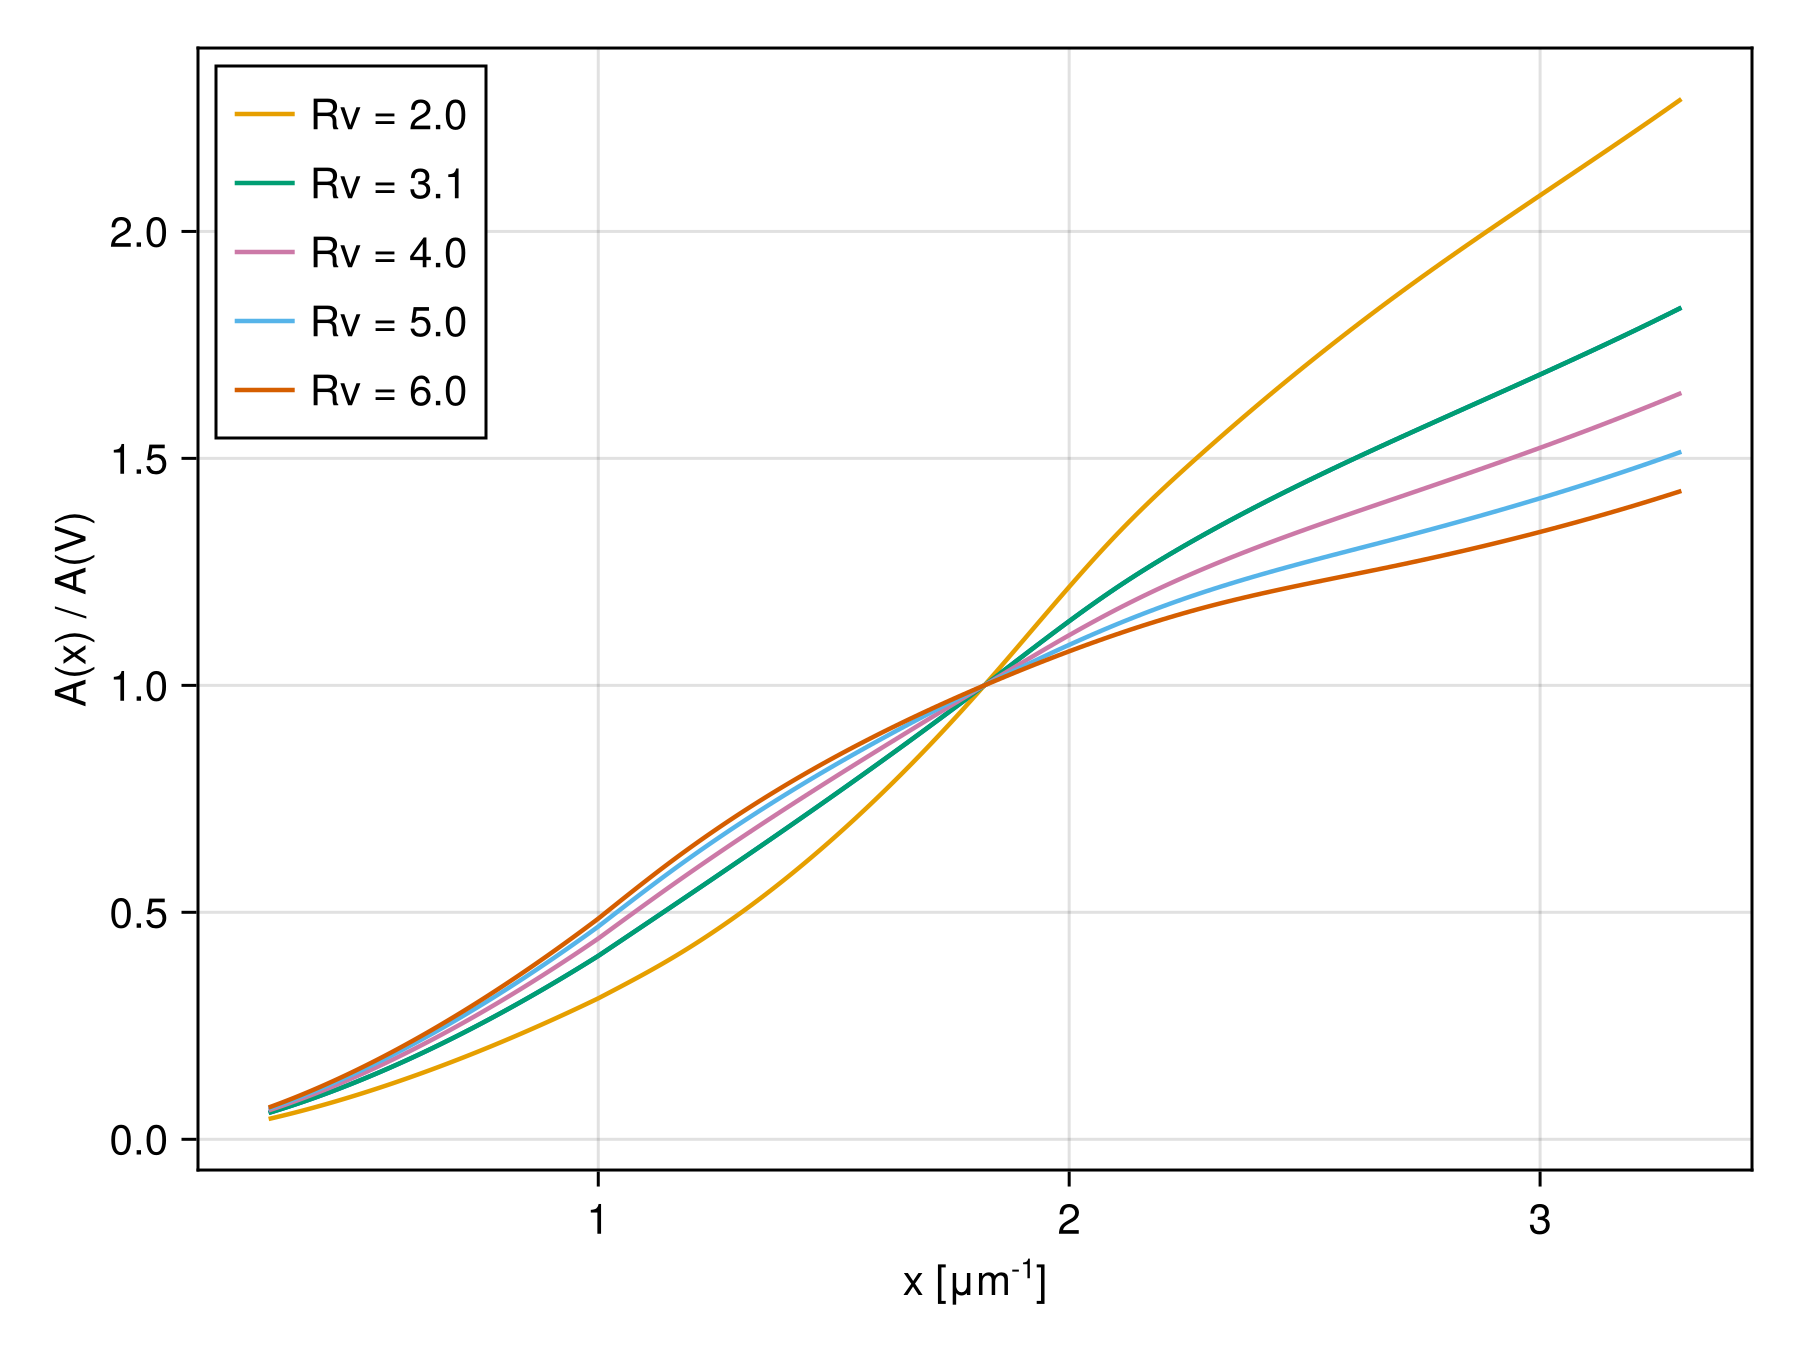 Rv = 2.0
Rv = 3.1
Rv = 4.0
Rv = 5.0
Rv = 6.0
2.0
1.5
1.0
0.5
0.0
A(x) / A(V)
1 2 3
x [µm⁻¹]